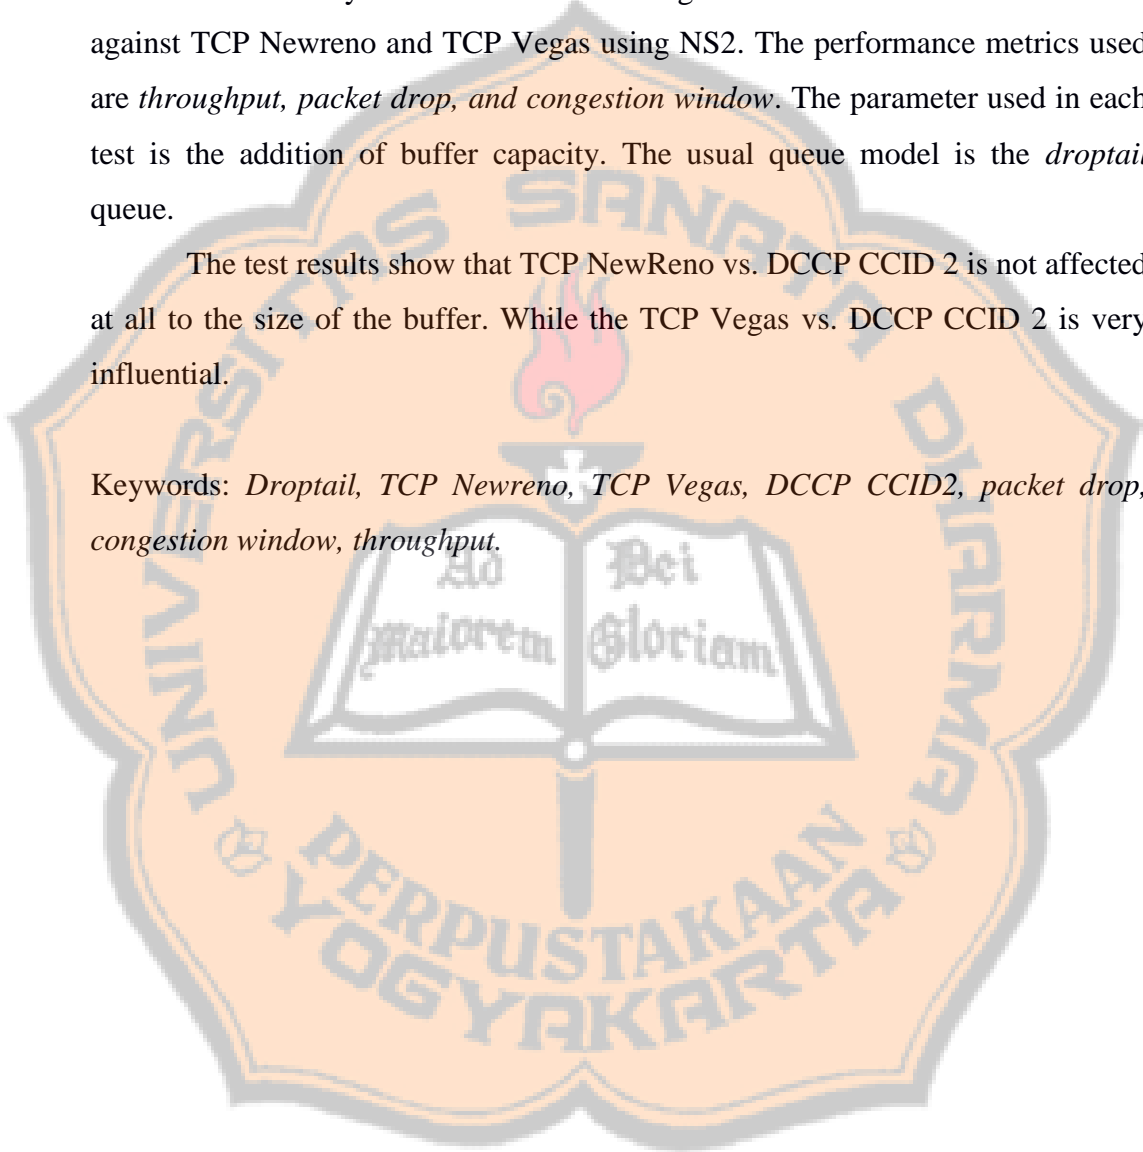 against TCP Newreno and TCP Vegas using NS2. The performance metrics used
are throughput, packet drop, and congestion window. The parameter used in each
test is the addition of buffer capacity. The usual queue model is the droptail
queue.
The test results show that TCP NewReno vs. DCCP CCID 2 is not affected
at all to the size of the buffer. While the TCP Vegas vs. DCCP CCID 2 is very
influential.
Keywords: Droptail, TCP Newreno, TCP Vegas, DCCP CCID2, packet drop,
congestion window, throughput.
UNIVERSITAS SANATA DHARMA
Ad Dei
maiorem Gloriam
PERPUSTAKAAN
YOGYAKARTA